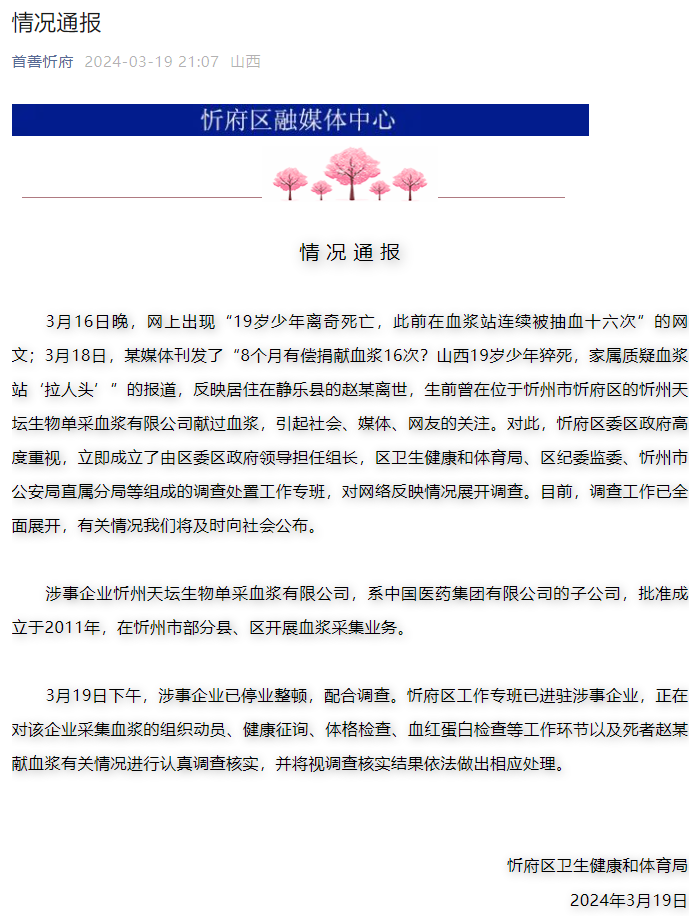 情况通报
首善忻府 2024-03-19 21:07 山西
忻府区融媒体中心
情 况 通 报
3月16日晚，网上出现“19岁少年离奇死亡，此前在血浆站连续被抽血十六次”的网
文；3月18日，某媒体刊发了“8个月有偿捐献血浆16次？山西19岁少年猝死，家属质疑血浆
站‘拉人头’”的报道，反映居住在静乐县的赵某离世，生前曾在位于忻州市忻府区的忻州天
坛生物单采血浆有限公司献过血浆，引起社会、媒体、网友的关注。对此，忻府区委区政府高
度重视，立即成立了由区委区政府领导担任组长，区卫生健康和体育局、区纪委监委、忻州市
公安局直属分局等组成的调查处置工作专班，对网络反映情况展开调查。目前，调查工作已全
面展开，有关情况我们将及时向社会公布。
涉事企业忻州天坛生物单采血浆有限公司，系中国医药集团有限公司的子公司，批准成
立于2011年，在忻州市部分县、区开展血浆采集业务。
3月19日下午，涉事企业已停业整顿，配合调查。忻府区工作专班已进驻涉事企业，正在
对该企业采集血浆的组织动员、健康征询、体格检查、血红蛋白检查等工作环节以及死者赵某
献血浆有关情况进行认真调查核实，并将视调查核实结果依法做出相应处理。
忻府区卫生健康和体育局
2024年3月19日